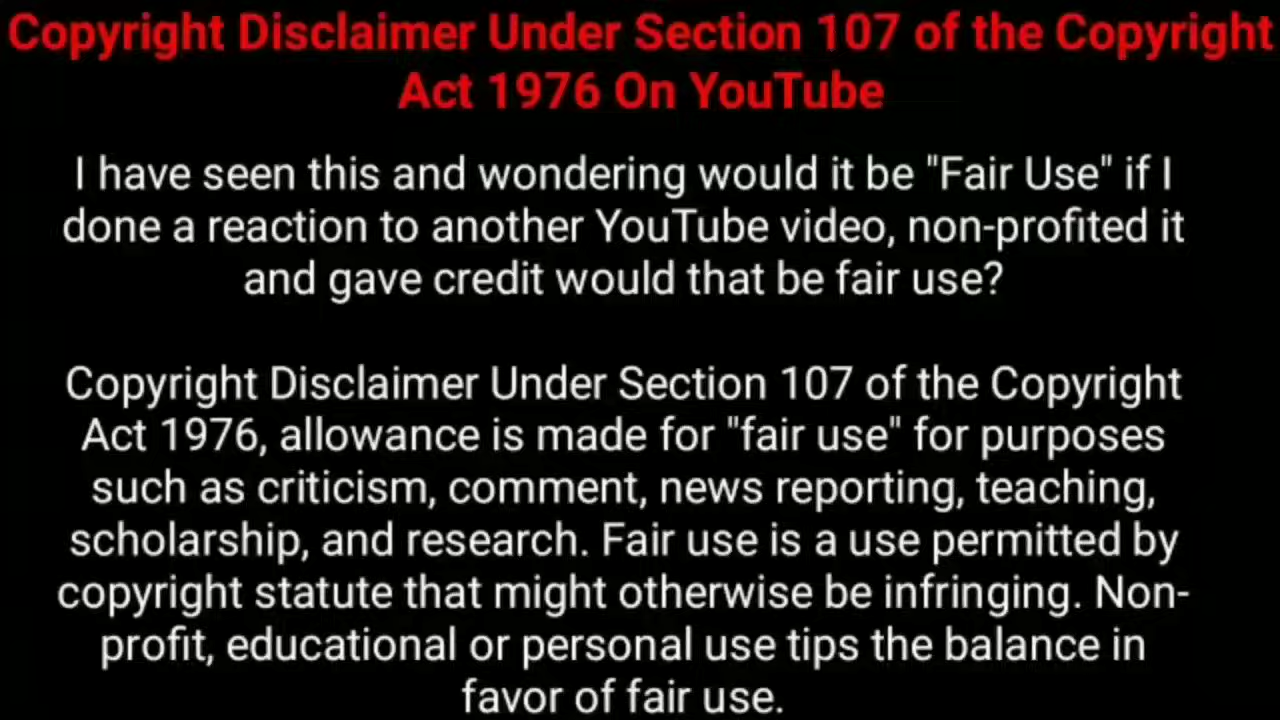 Copyright Disclaimer Under Section 107 of the Copyright
Act 1976 On YouTube
I have seen this and wondering would it be "Fair Use" if I
done a reaction to another YouTube video, non-profited it
and gave credit would that be fair use?
Copyright Disclaimer Under Section 107 of the Copyright
Act 1976, allowance is made for "fair use" for purposes
such as criticism, comment, news reporting, teaching,
scholarship, and research. Fair use is a use permitted by
copyright statute that might otherwise be infringing. Non-
profit, educational or personal use tips the balance in
favor of fair use.